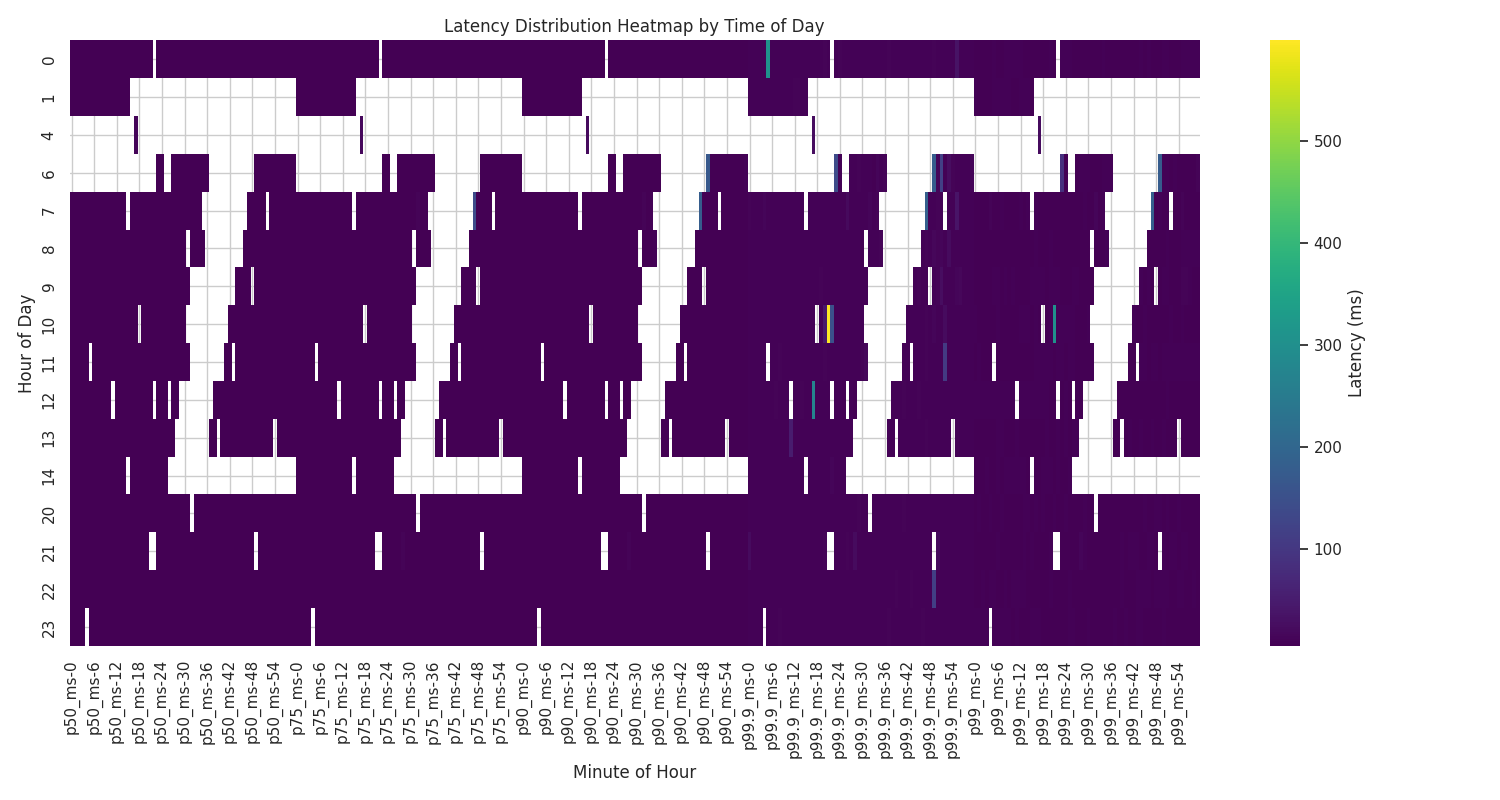 Latency Distribution Heatmap by Time of Day
Hour of Day
0
1
4
6
7
8
9
10
11
12
13
14
20
21
22
23
p50_ms-0
p50_ms-6
p50_ms-12
p50_ms-18
p50_ms-24
p50_ms-30
p50_ms-36
p50_ms-42
p50_ms-48
p50_ms-54
p75_ms-0
p75_ms-6
p75_ms-12
p75_ms-18
p75_ms-24
p75_ms-30
p75_ms-36
p75_ms-42
p75_ms-48
p75_ms-54
p90_ms-0
p90_ms-6
p90_ms-12
p90_ms-18
p90_ms-24
p90_ms-30
p90_ms-36
p90_ms-42
p90_ms-48
p90_ms-54
p99.9_ms-0
p99.9_ms-6
p99.9_ms-12
p99.9_ms-18
p99.9_ms-24
p99.9_ms-30
p99.9_ms-36
p99.9_ms-42
p99.9_ms-48
p99.9_ms-54
p99_ms-0
p99_ms-6
p99_ms-12
p99_ms-18
p99_ms-24
p99_ms-30
p99_ms-36
p99_ms-42
p99_ms-48
p99_ms-54
Minute of Hour
500
400
300
200
100
Latency (ms)